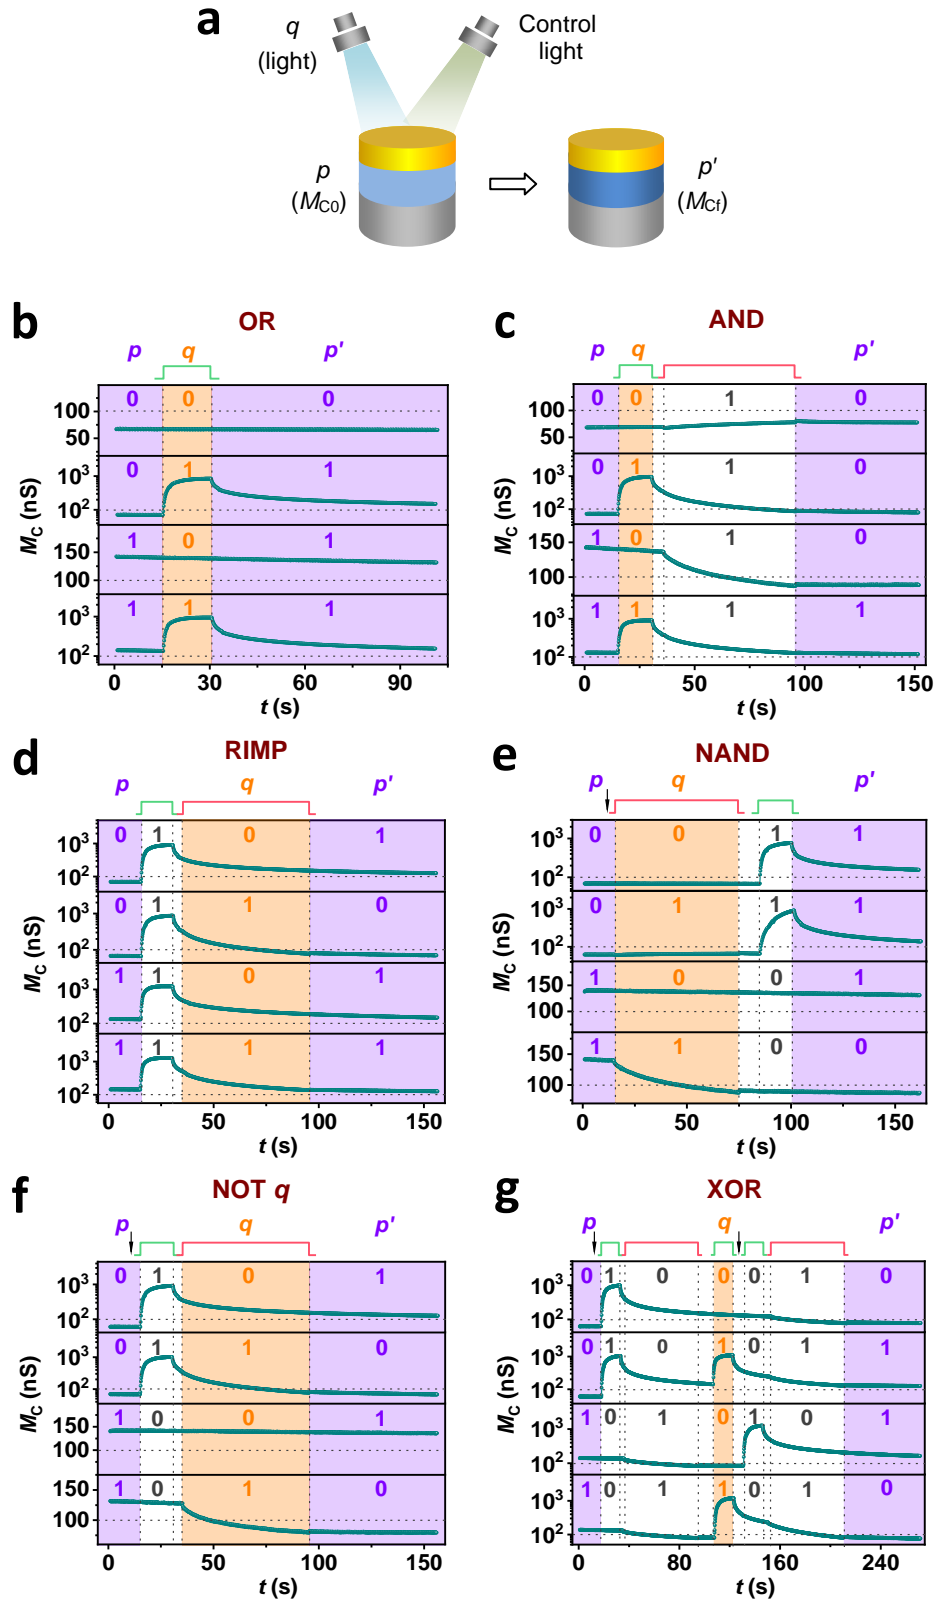 a
q
(light)
Control
light
p
(MC0)
p'
(MCf)
b
OR
p q p'
0 0 0
0 1 1
1 0 1
1 1 1
100
50
10³
10²
150
100
10³
10²
MC (nS)
0 30 60 90
t (s)
c
AND
p q p'
0 0 1 0
0 1 1 0
1 0 1 0
1 1 1 1
100
50
10³
10²
150
100
10³
10²
MC (nS)
0 50 100 150
t (s)
d
RIMP
p q p'
0 1 0 1
0 1 1 0
1 1 0 1
1 1 1 1
10³
10²
10³
10²
10³
10²
10³
10²
MC (nS)
0 50 100 150
t (s)
e
NAND
p q p'
0 0 1 1
0 1 1 1
1 0 0 1
1 1 0 0
10³
10²
10³
10²
150
100
150
100
MC (nS)
0 50 100 150
t (s)
f
NOT q
p q p'
0 1 0 1
0 1 1 0
1 0 0 1
1 0 1 0
10³
10²
10³
10²
150
100
100
MC (nS)
0 50 100 150
t (s)
g
XOR
p q p'
0 1 0 0 0 1 0
0 1 0 1 0 1 1
1 0 1 0 1 0 1
1 0 1 1 0 1 0
10³
10²
10³
10²
10³
10²
10³
10²
MC (nS)
0 80 160 240
t (s)